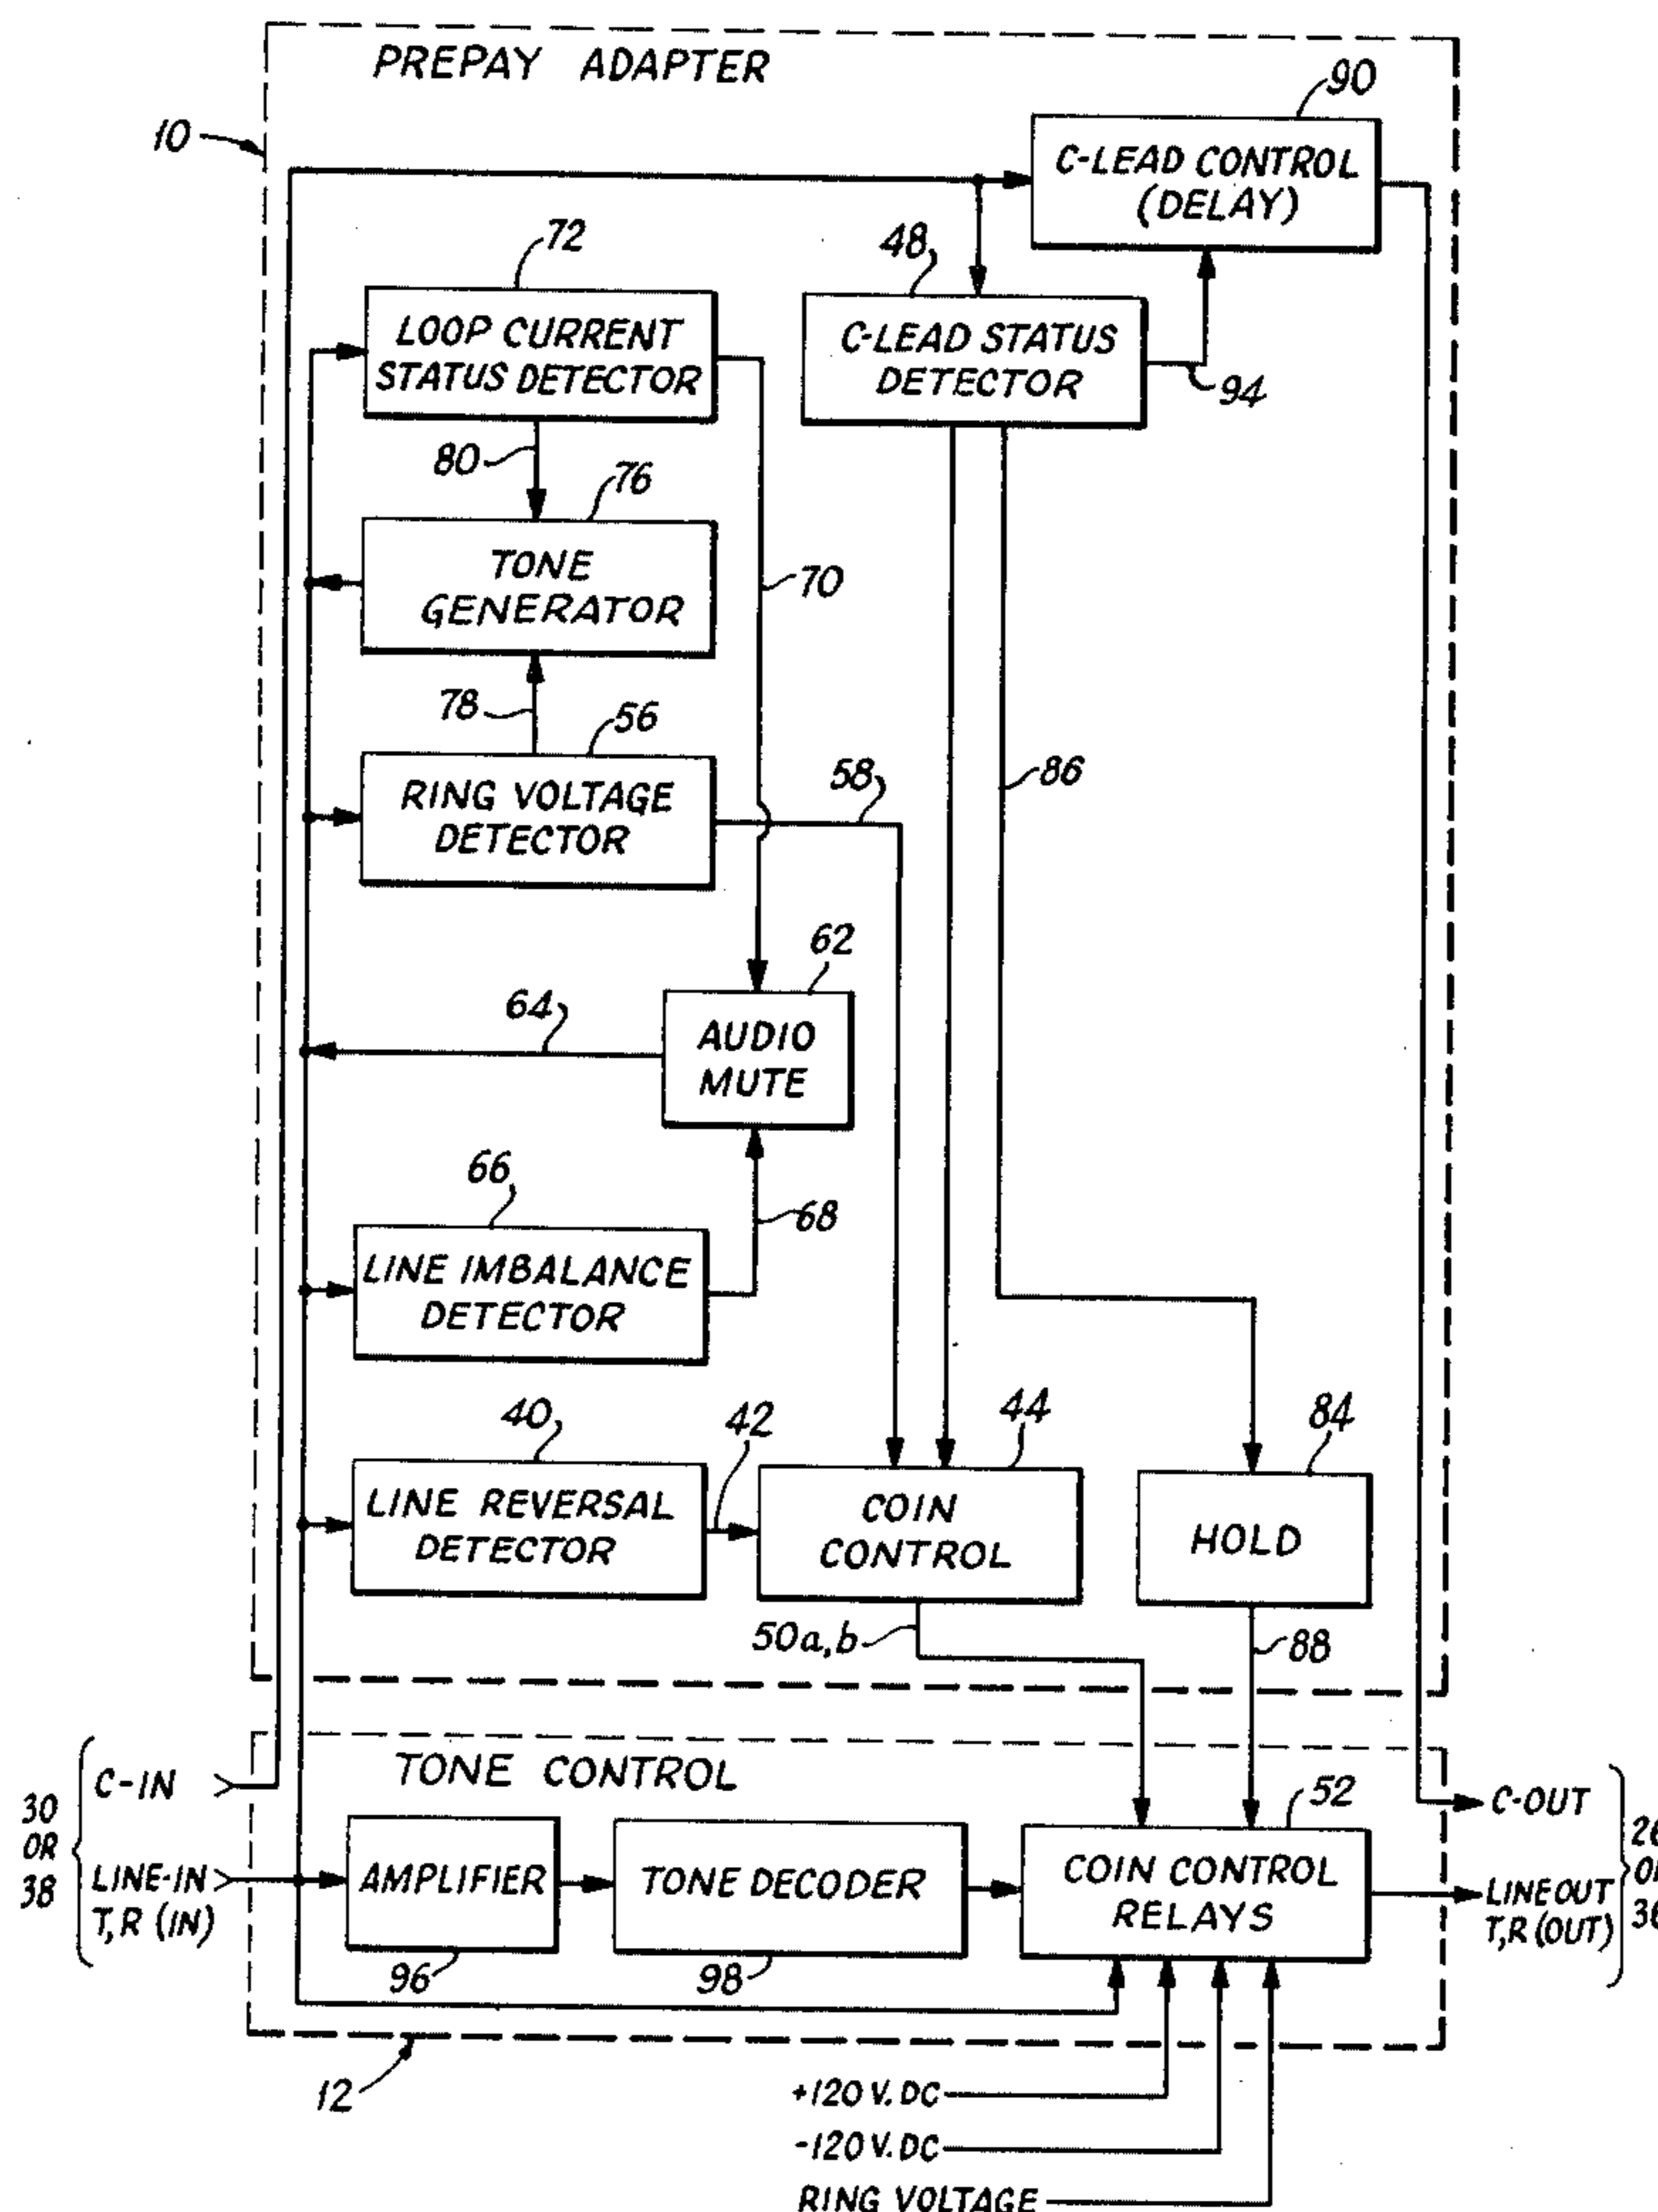 PREPAY ADAPTER
10
90
C-LEAD CONTROL
(DELAY)
72
48
LOOP CURRENT
STATUS DETECTOR
C-LEAD STATUS
DETECTOR
94
80
76
TONE
GENERATOR
70
78
56
58
86
RING VOLTAGE
DETECTOR
62
64
AUDIO
MUTE
66
68
LINE IMBALANCE
DETECTOR
40
42
44
84
LINE REVERSAL
DETECTOR
COIN
CONTROL
HOLD
50a,b
88
TONE CONTROL
30
OR
38
C-IN
LINE-IN
T,R (IN)
52
C-OUT
AMPLIFIER
TONE DECODER
COIN CONTROL
RELAYS
LINE OUT
T,R (OUT)
96
98
12
+120 V. DC
-120 V. DC
RING VOLTAGE